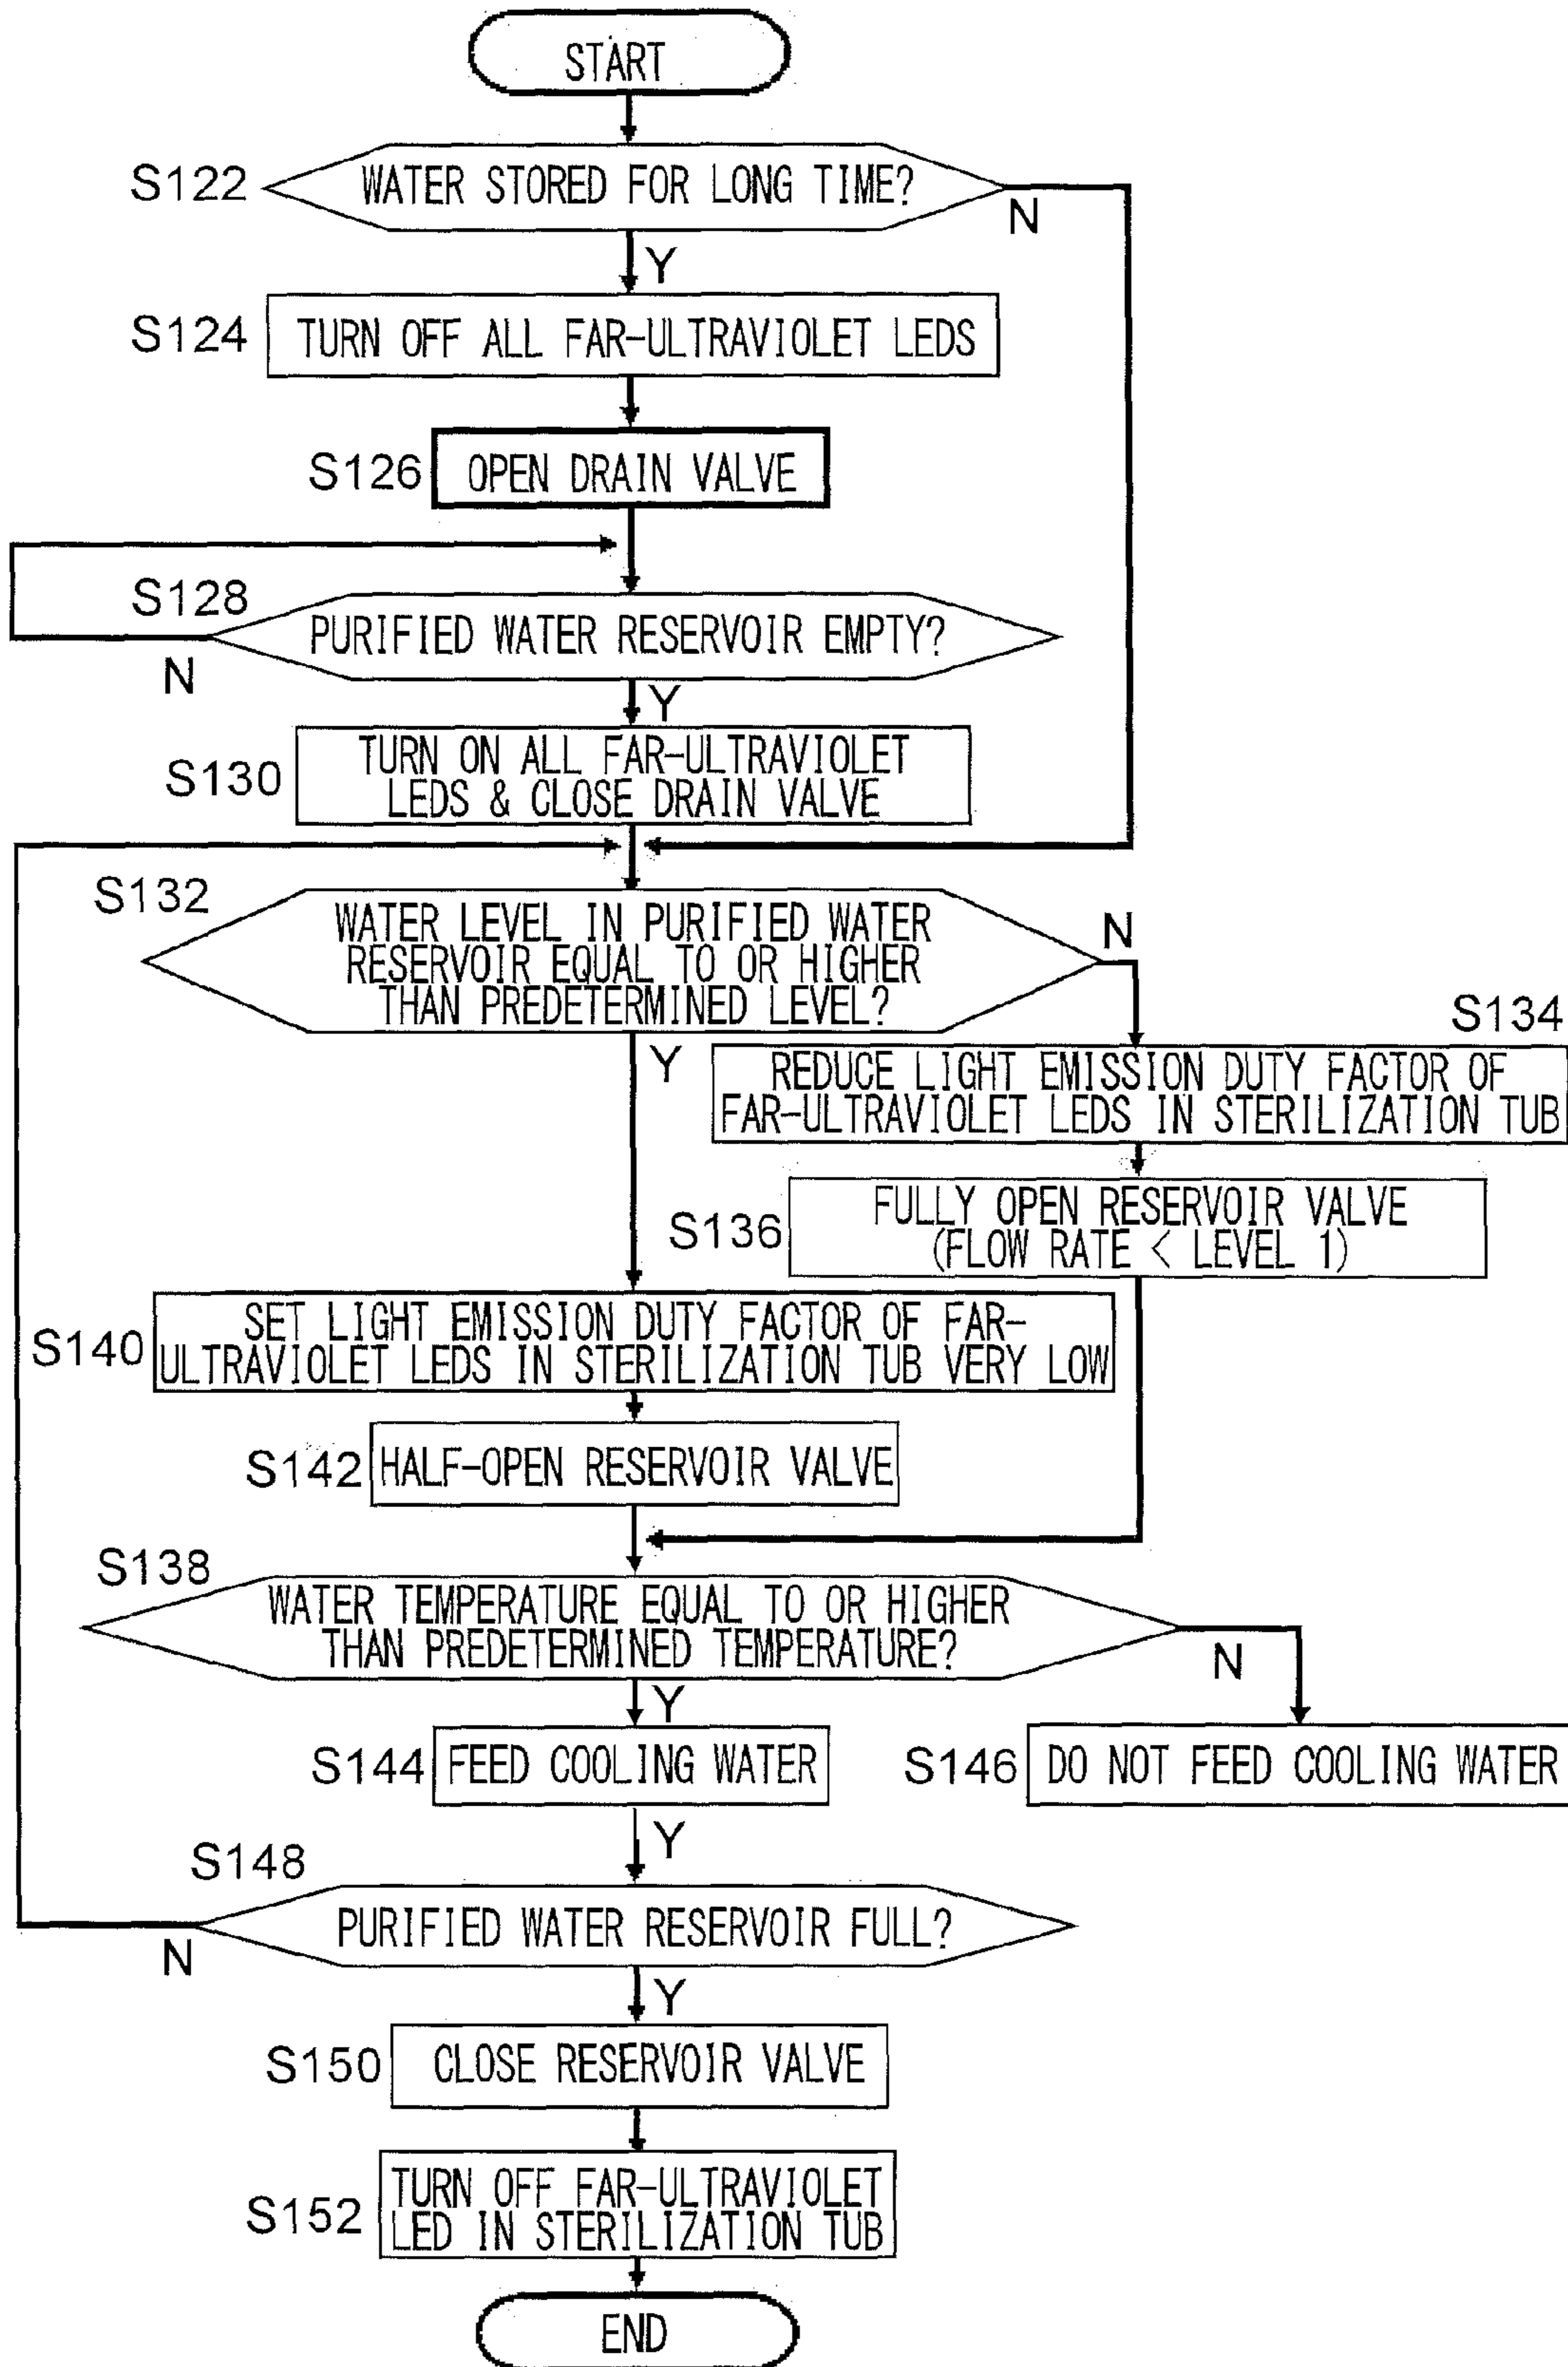 START
S122
WATER STORED FOR LONG TIME?
N
Y
S124
TURN OFF ALL FAR-ULTRAVIOLET LEDS
S126
OPEN DRAIN VALVE
S128
PURIFIED WATER RESERVOIR EMPTY?
N
Y
S130
TURN ON ALL FAR-ULTRAVIOLET
LEDS & CLOSE DRAIN VALVE
S132
WATER LEVEL IN PURIFIED WATER
RESERVOIR EQUAL TO OR HIGHER
THAN PREDETERMINED LEVEL?
N
Y
S134
REDUCE LIGHT EMISSION DUTY FACTOR OF
FAR-ULTRAVIOLET LEDS IN STERILIZATION TUB
S136
FULLY OPEN RESERVOIR VALVE
(FLOW RATE < LEVEL 1)
S140
SET LIGHT EMISSION DUTY FACTOR OF FAR-
ULTRAVIOLET LEDS IN STERILIZATION TUB VERY LOW
S142
HALF-OPEN RESERVOIR VALVE
S138
WATER TEMPERATURE EQUAL TO OR HIGHER
THAN PREDETERMINED TEMPERATURE?
N
Y
S144
FEED COOLING WATER
S146
DO NOT FEED COOLING WATER
Y
S148
PURIFIED WATER RESERVOIR FULL?
N
Y
S150
CLOSE RESERVOIR VALVE
S152
TURN OFF FAR-ULTRAVIOLET
LED IN STERILIZATION TUB
END